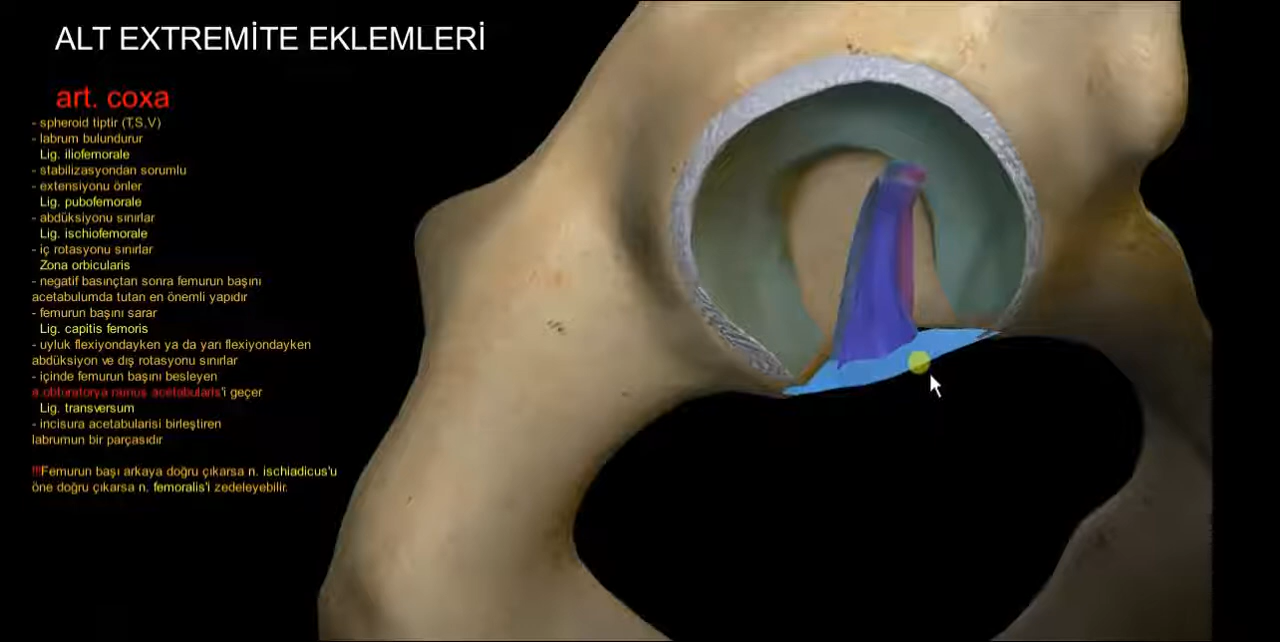 ALT EXTREMİTE EKLEMLERİ
art. coxa
- spheroid tiptir (T,S,V)
- labrum bulundurur
Lig. iliofemorale
- stabilizasyondan sorumlu
- extensiyonu önler
Lig. pubofemorale
- abdüksiyonu sınırlar
Lig. ischiofemorale
- iç rotasyonu sınırlar
Zona orbicularis
- negatif basınçtan sonra femurun başını
acetabulumda tutan en önemli yapıdır
- femurun başını sarar
Lig. capitis femoris
- uyluk flexiyondayken ya da yarı flexiyondayken
abdüksiyon ve dış rotasyonu sınırlar
- içinde femurun başını besleyen
a.obturatorya ramus acetabularis'i geçer
Lig. transversum
- incisura acetabularisi birleştiren
labrumun bir parçasıdır
!!!Femurun başı arkaya doğru çıkarsa n. ischiadicus'u
öne doğru çıkarsa n. femoralis'i zedeleyebilir.